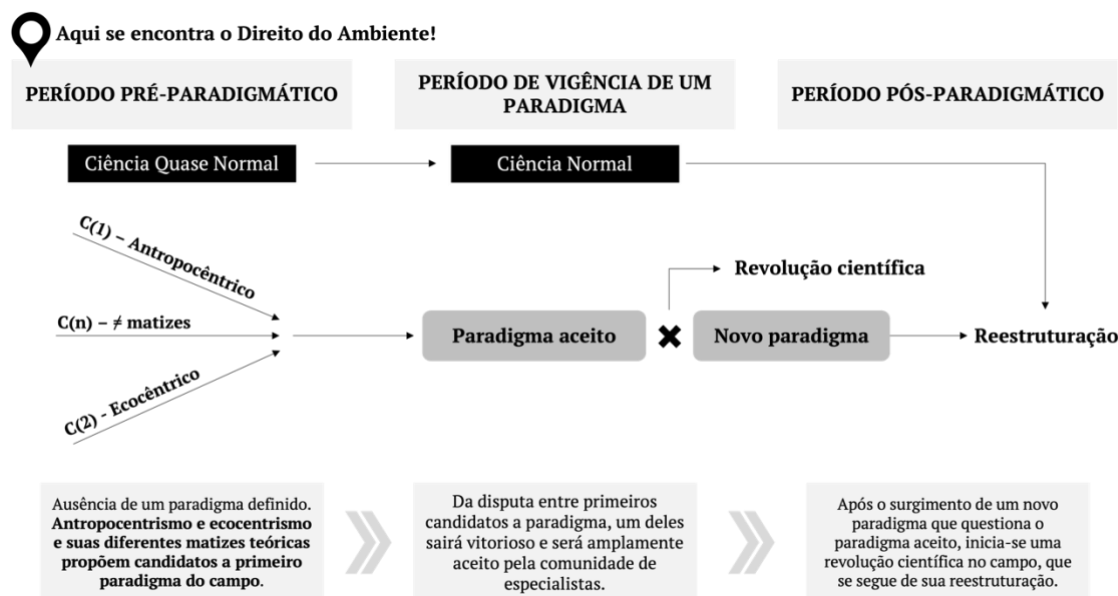 Aqui se encontra o Direito do Ambiente!
PERÍODO PRÉ-PARADIGMÁTICO
PERÍODO DE VIGÊNCIA DE UM
PARADIGMA
PERÍODO PÓS-PARADIGMÁTICO
Ciência Quase Normal
Ciência Normal
C(1) – Antropocêntrico
C(n) – ≠ matizes
C(2) - Ecocêntrico
Revolução científica
Paradigma aceito
Novo paradigma
Reestruturação
Ausência de um paradigma definido.
Antropocentrismo e ecocentrismo
e suas diferentes matizes teóricas
propõem candidatos a primeiro
paradigma do campo.
Da disputa entre primeiros
candidatos a paradigma, um deles
sairá vitorioso e será amplamente
aceito pela comunidade de
especialistas.
Após o surgimento de um novo
paradigma que questiona o
paradigma aceito, inicia-se uma
revolução científica no campo, que
se segue de sua reestruturação.